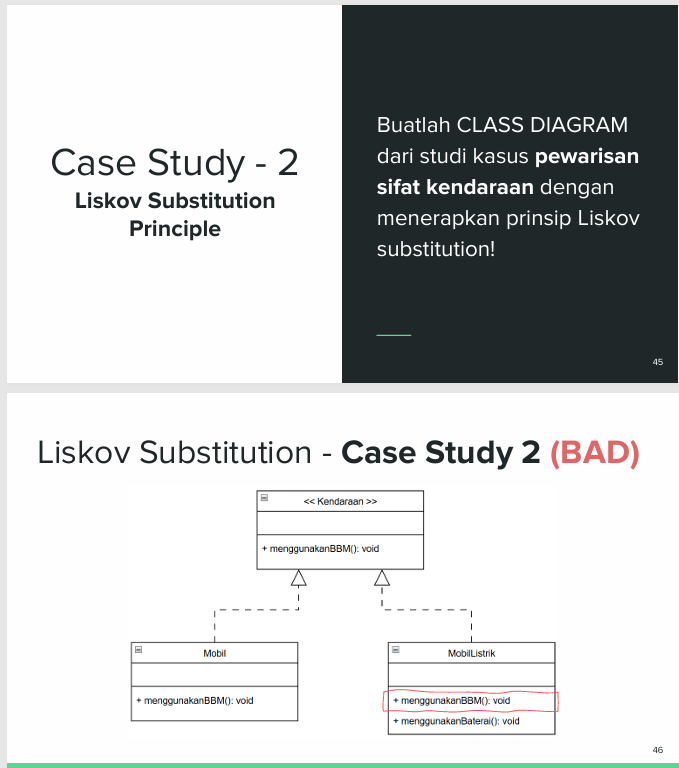 Case Study - 2
Liskov Substitution
Principle
Buatlah CLASS DIAGRAM
dari studi kasus pewarisan
sifat kendaraan dengan
menerapkan prinsip Liskov
substitution!
45
Liskov Substitution - Case Study 2 (BAD)
<< Kendaraan >>
+ menggunakanBBM(): void
Mobil
+ menggunakanBBM(): void
MobilListrik
+ menggunakanBBM(): void
+ menggunakanBaterai(): void
46